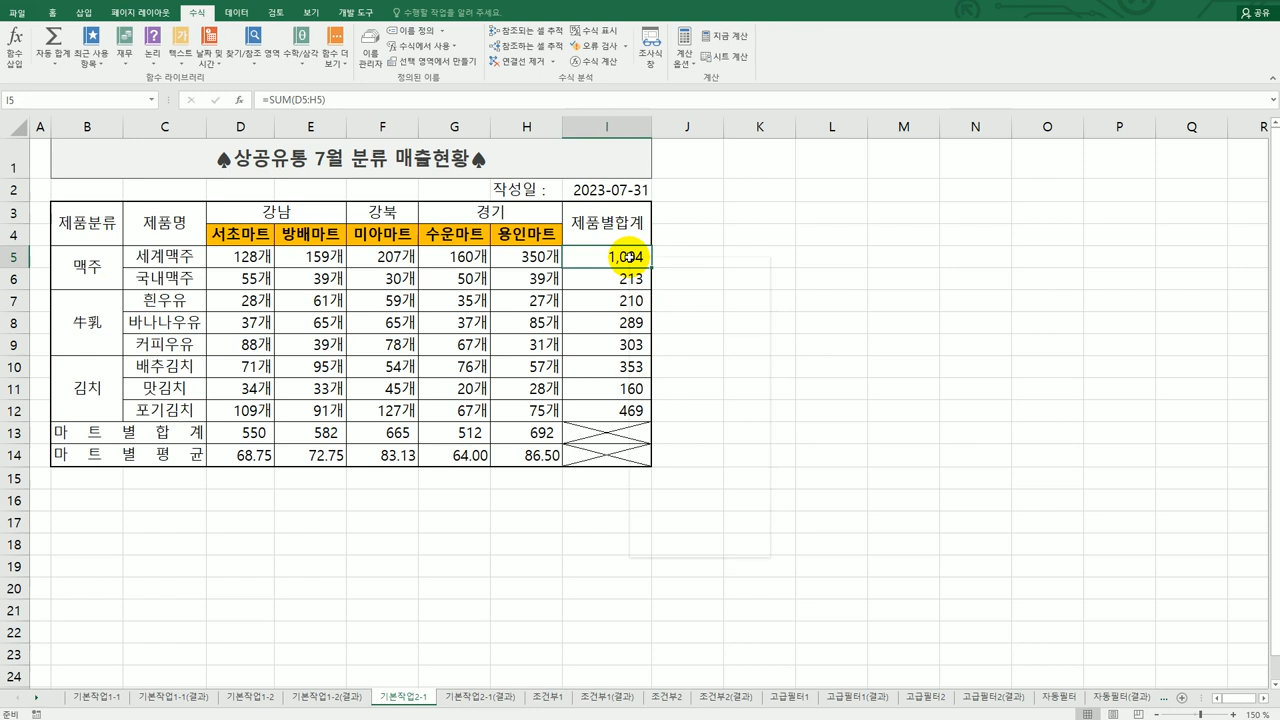 파일 홈 삽입 페이지 레이아웃 수식 데이터 검토 보기 개발 도구 수행할 작업을 알려 주세요. 공유
fx 함수 삽입 Σ 자동 합계 최근 사용 항목 재무 논리 텍스트 날짜 및 시간 찾기/참조 영역 수학/삼각 함수 더 보기 이름 관리자 조사식 창 계산 옵션
이름 정의 참조되는 셀 추적 수식 표시 지금 계산
수식에서 사용 참조하는 셀 추적 오류 검사 시트 계산
선택 영역에서 만들기 연결선 제거 수식 계산
함수 라이브러리 정의된 이름 수식 분석 계산
I5 fx =SUM(D5:H5)
A B C D E F G H I J K L M N O P Q R
1 ♠상공유통 7월 분류 매출현황♠
2 작성일 : 2023-07-31
3 제품분류 제품명 강남 강북 경기 제품별합계
4 서초마트 방배마트 미아마트 수운마트 용인마트
5 맥주 세계맥주 128개 159개 207개 160개 350개 1,004
6 국내맥주 55개 39개 30개 50개 39개 213
7 牛乳 흰우유 28개 61개 59개 35개 27개 210
8 바나나우유 37개 65개 65개 37개 85개 289
9 커피우유 88개 39개 78개 67개 31개 303
10 김치 배추김치 71개 95개 54개 76개 57개 353
11 맛김치 34개 33개 45개 20개 28개 160
12 포기김치 109개 91개 127개 67개 75개 469
13 마 트 별 합 계 550 582 665 512 692
14 마 트 별 평 균 68.75 72.75 83.13 64.00 86.50
15
16
17
18
19
20
21
22
23
24
기본작업1-1 기본작업1-1(결과) 기본작업1-2 기본작업1-2(결과) 기본작업2-1 기본작업2-1(결과) 조건부1 조건부1(결과) 조건부2 조건부2(결과) 고급필터1 고급필터1(결과) 고급필터2 고급필터2(결과) 자동필터 자동필터(결과) ...
준비 150 %